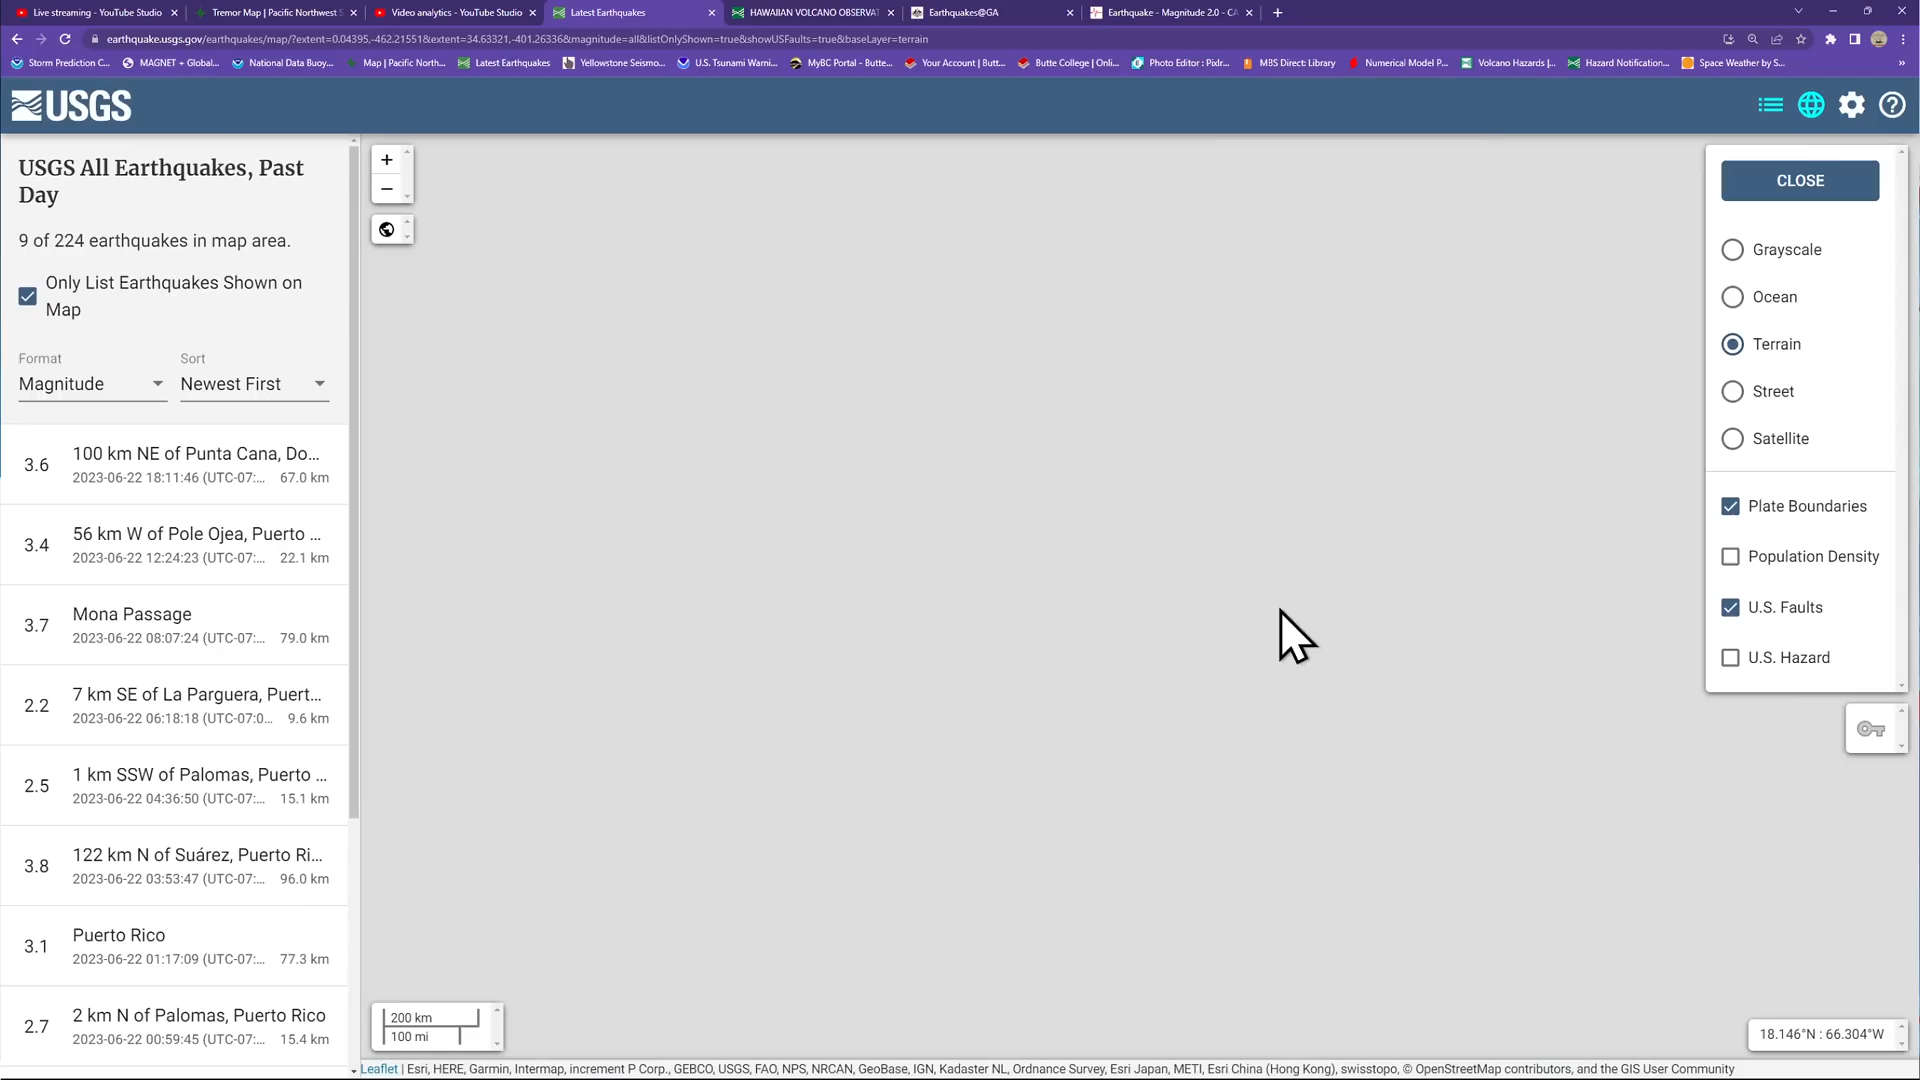 Live streaming - YouTube Studio
Tremor Map | Pacific Northwest S
Video analytics - YouTube Studio
Latest Earthquakes
HAWAIIAN VOLCANO OBSERVAT
Earthquakes@GA
Earthquake - Magnitude 2.0 - CA
earthquake.usgs.gov/earthquakes/map/?extent=0.04395,-462.21551&extent=34.63321,-401.26336&magnitude=all&listOnlyShown=true&showUSFaults=true&baseLayer=terrain
Storm Prediction C...
MAGNET + Global...
National Data Buoy...
Map | Pacific North...
Latest Earthquakes
Yellowstone Seismo...
U.S. Tsunami Warni...
MyBC Portal - Butte...
Your Account | Butt...
Butte College | Onli...
Photo Editor : Pixlr...
MBS Direct Library
Numerical Model P...
Volcano Hazards |...
Hazard Notification...
Space Weather by S...
USGS
USGS All Earthquakes, Past
Day
9 of 224 earthquakes in map area.
Only List Earthquakes Shown on
Map
Format
Sort
Magnitude
Newest First
3.6
100 km NE of Punta Cana, Do...
2023-06-22 18:11:46 (UTC-07:... 67.0 km
3.4
56 km W of Pole Ojea, Puerto ...
2023-06-22 12:24:23 (UTC-07:... 22.1 km
3.7
Mona Passage
2023-06-22 08:07:24 (UTC-07:... 79.0 km
2.2
7 km SE of La Parguera, Puert...
2023-06-22 06:18:18 (UTC-07:0... 9.6 km
2.5
1 km SSW of Palomas, Puerto ...
2023-06-22 04:36:50 (UTC-07:... 15.1 km
3.8
122 km N of Suárez, Puerto Ri...
2023-06-22 03:53:47 (UTC-07:... 96.0 km
3.1
Puerto Rico
2023-06-22 01:17:09 (UTC-07:... 77.3 km
2.7
2 km N of Palomas, Puerto Rico
2023-06-22 00:59:45 (UTC-07:... 15.4 km
+
−
CLOSE
Grayscale
Ocean
Terrain
Street
Satellite
Plate Boundaries
Population Density
U.S. Faults
U.S. Hazard
200 km
100 mi
18.146°N : 66.304°W
Leaflet | Esri, HERE, Garmin, Intermap, increment P Corp., GEBCO, USGS, FAO, NPS, NRCAN, GeoBase, IGN, Kadaster NL, Ordnance Survey, Esri Japan, METI, Esri China (Hong Kong), swisstopo, © OpenStreetMap contributors, and the GIS User Community